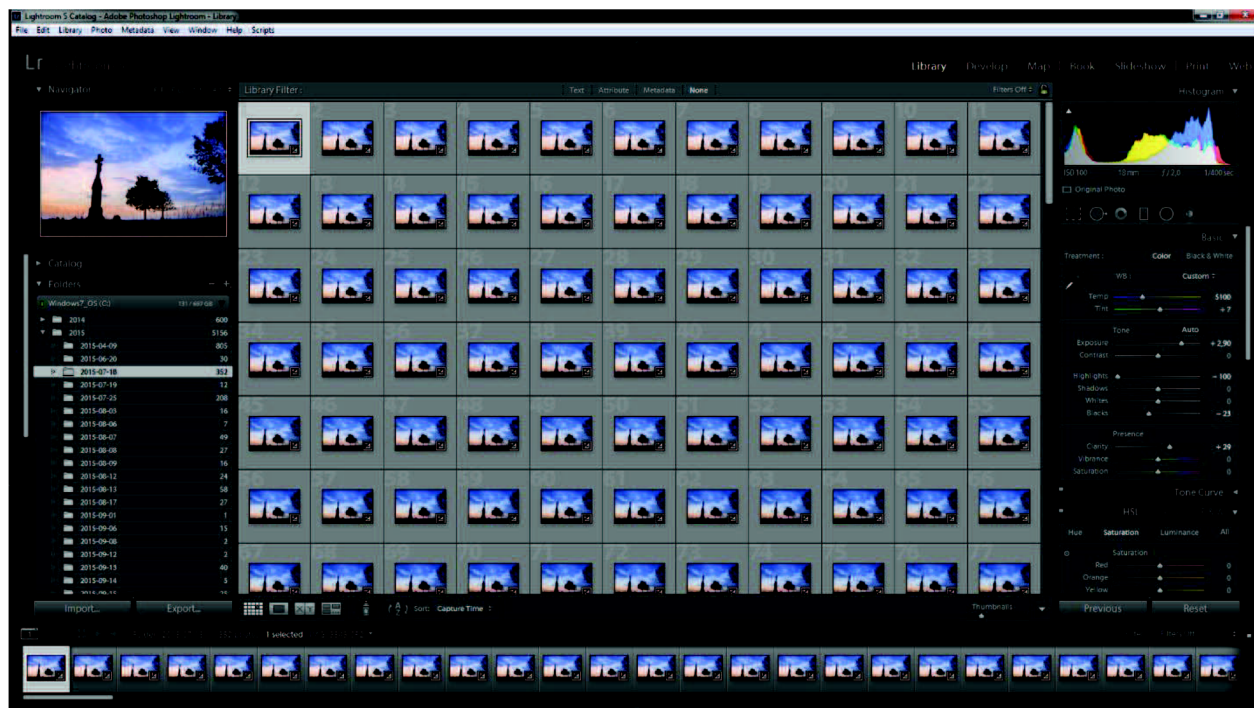 Lightroom 5 Catalog - Adobe Photoshop Lightroom - Library
File Edit Library Photo Metadata View Window Help Scripts
Lr
Library Develop Map Book Slideshow Print Web
Navigator
Library Filter: Text Attribute Metadata None Filters Off
Histogram
ISO 100 18 mm f / 2,0 1/400 sec
Original Photo
Basic
Treatment: Color Black & White
WB: Custom
Temp 5100
Tint + 7
Tone Auto
Exposure + 2,90
Contrast 0
Highlights - 100
Shadows 0
Whites 0
Blacks - 23
Presence
Clarity + 29
Vibrance 0
Saturation 0
Tone Curve
HSL
Hue Saturation Luminance All
Saturation
Red 0
Orange 0
Yellow 0
Previous Reset
Catalog
Folders
Windows7_OS (C:) 131 / 687 GB
2014 600
2015 5156
2015-04-09 805
2015-06-20 30
2015-07-18 352
2015-07-19 12
2015-07-25 208
2015-08-03 16
2015-08-06 7
2015-08-07 49
2015-08-08 27
2015-08-09 16
2015-08-12 24
2015-08-13 58
2015-08-17 27
2015-09-01 1
2015-09-06 15
2015-09-08 2
2015-09-12 2
2015-09-13 40
2015-09-14 5
2015-09-15 25
Import... Export...
Sort: Capture Time
Thumbnails
1 selected